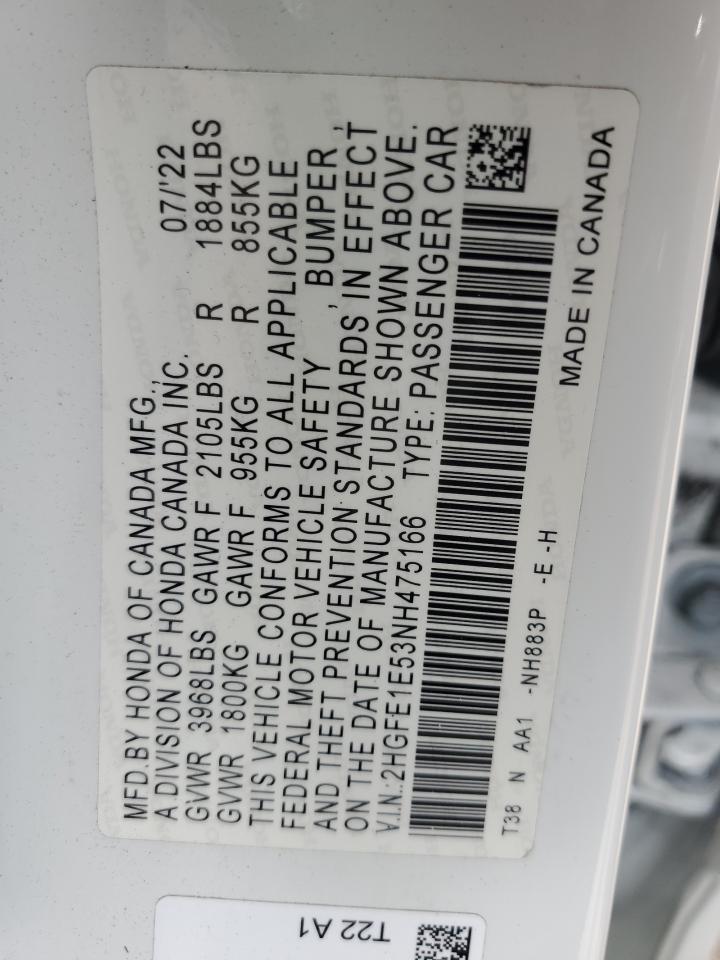 MFD.BY HONDA OF CANADA MFG.,
A DIVISION OF HONDA CANADA INC. 07/'22
GVWR 3968LBS GAWR F 2105LBS R 1884LBS
GVWR 1800KG GAWR F 955KG R 855KG
THIS VEHICLE CONFORMS TO ALL APPLICABLE
FEDERAL MOTOR VEHICLE SAFETY , BUMPER ,
AND THEFT PREVENTION STANDARDS IN EFFECT
ON THE DATE OF MANUFACTURE SHOWN ABOVE.
V.I.N.:2HGFE1E53NH475166 TYPE: PASSENGER CAR
T38 N AA1 -NH883P -E -H
MADE IN CANADA
T22 A1